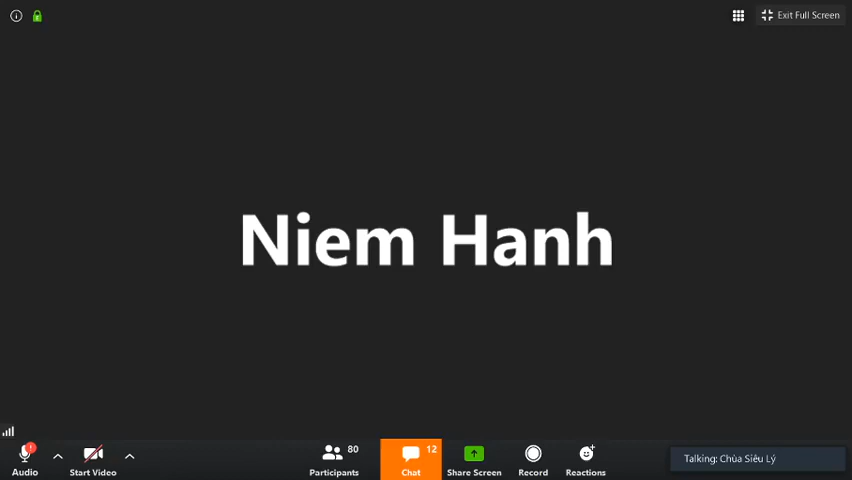 Exit Full Screen
Niem Hanh
80
12
Audio
Start Video
Participants
Chat
Share Screen
Record
Reactions
Talking: Chùa Siêu Lý